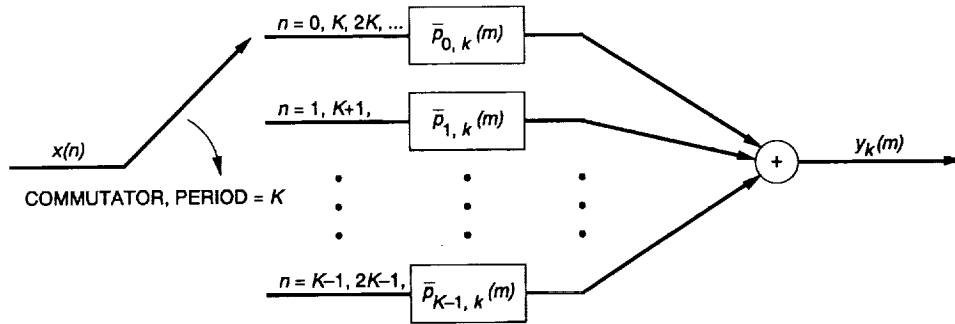 n = 0, K, 2K, ...
p̅0, k (m)
n = 1, K+1,
p̅1, k (m)
x(n)
+
yk(m)
COMMUTATOR, PERIOD = K
n = K–1, 2K–1,
p̅K–1, k (m)